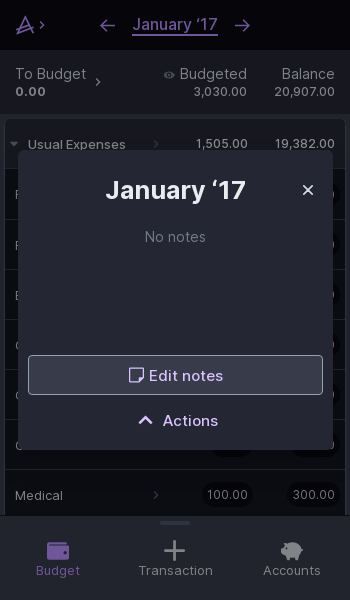 January ‘17
To Budget
Budgeted
Balance
0.00
3,030.00
20,907.00
Usual Expenses
1,505.00
19,382.00
January ‘17
No notes
Edit notes
Actions
Medical
100.00
300.00
Budget
Transaction
Accounts